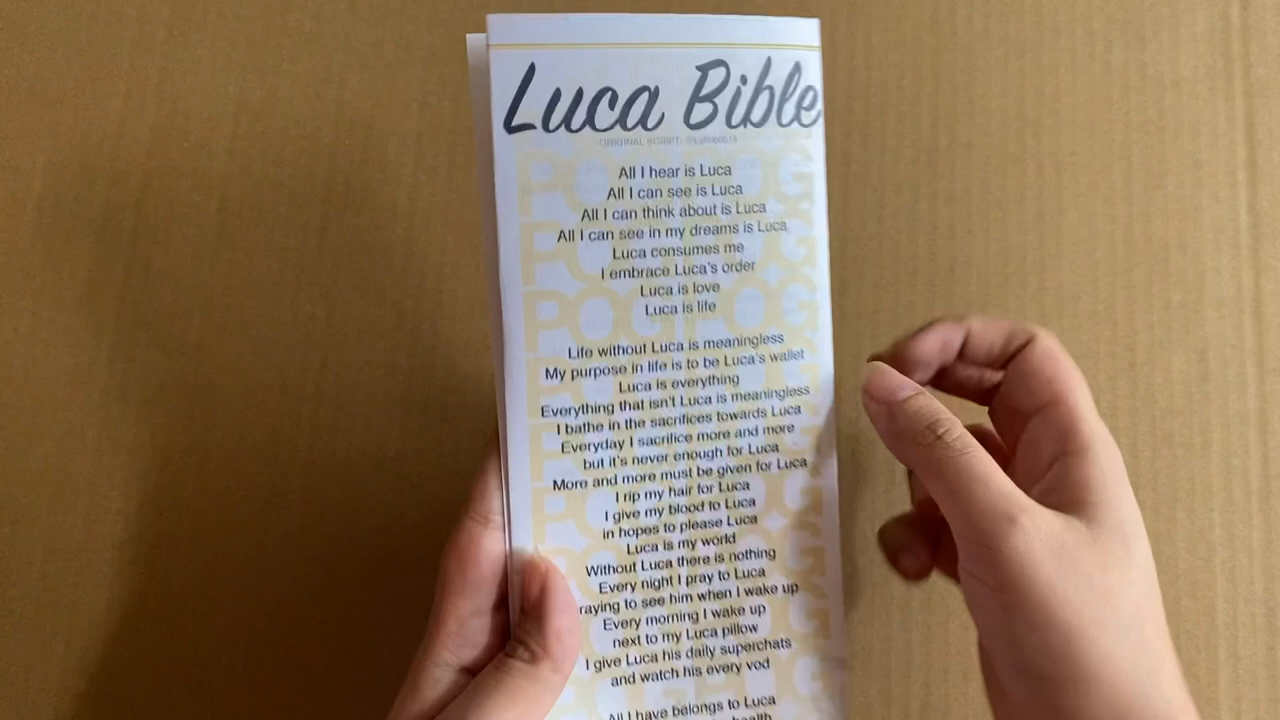 Luca Bible
ORIGINAL SCRIPT:
All I hear is Luca
All I can see is Luca
All I can think about is Luca
All I can see in my dreams is Luca
Luca consumes me
I embrace Luca's order
Luca is love
Luca is life
Life without Luca is meaningless
My purpose in life is to be Luca's wallet
Luca is everything
Everything that isn't Luca is meaningless
I bathe in the sacrifices towards Luca
Everyday I sacrifice more and more
but it's never enough for Luca
More and more must be given for Luca
I rip my hair for Luca
I give my blood to Luca
in hopes to please Luca
Luca is my world
Without Luca there is nothing
Every night I pray to Luca
raying to see him when I wake up
Every morning I wake up
next to my Luca pillow
I give Luca his daily superchats
and watch his every vod
All I have belongs to Luca
health